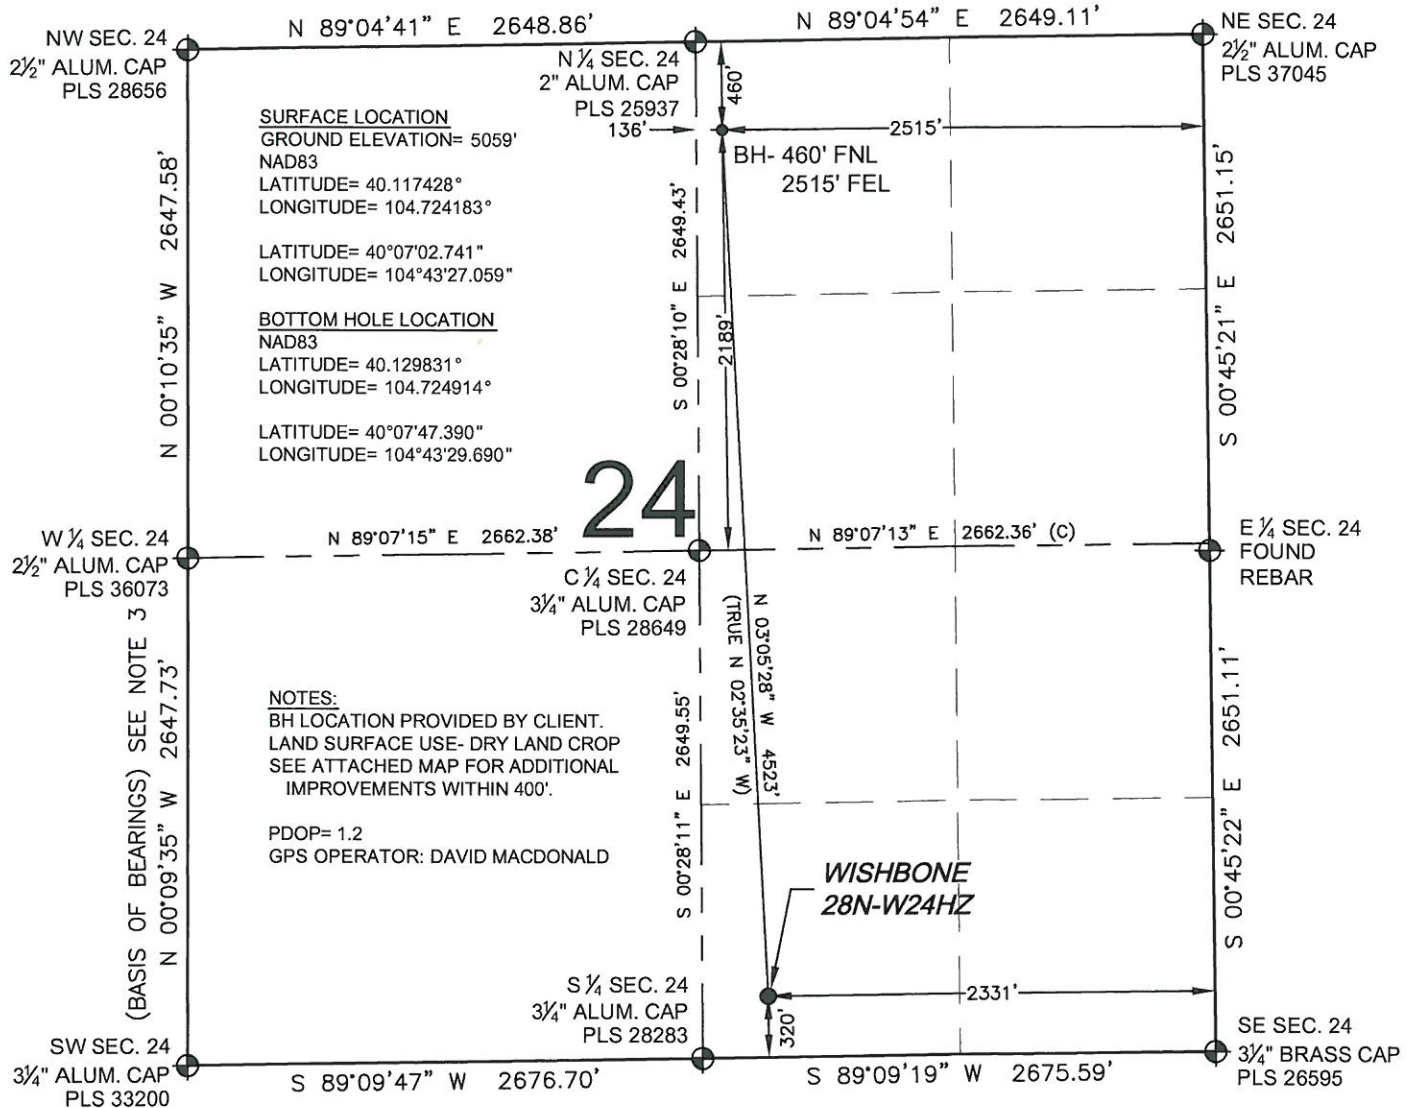 N 89°04'41" E 2648.86'
N 89°04'54" E 2649.11'
NW SEC. 24
2½" ALUM. CAP
PLS 28656
N ¼ SEC. 24
2" ALUM. CAP
PLS 25937
NE SEC. 24
2½" ALUM. CAP
PLS 37045
460'
136'
2515'
BH- 460' FNL
2515' FEL
SURFACE LOCATION
GROUND ELEVATION= 5059'
NAD83
LATITUDE= 40.117428°
LONGITUDE= 104.724183°
LATITUDE= 40°07'02.741"
LONGITUDE= 104°43'27.059"
BOTTOM HOLE LOCATION
NAD83
LATITUDE= 40.129831°
LONGITUDE= 104.724914°
LATITUDE= 40°07'47.390"
LONGITUDE= 104°43'29.690"
N 00°10'35" W 2647.58'
S 00°28'10" E 2649.43'
2189'
S 00°45'21" E 2651.15'
24
W ¼ SEC. 24
2½" ALUM. CAP
PLS 36073
N 89°07'15" E 2662.38'
N 89°07'13" E 2662.36' (C)
E ¼ SEC. 24
FOUND
REBAR
C ¼ SEC. 24
3¼" ALUM. CAP
PLS 28649
(BASIS OF BEARINGS) SEE NOTE 3
N 00°09'35" W 2647.73'
NOTES:
BH LOCATION PROVIDED BY CLIENT.
LAND SURFACE USE- DRY LAND CROP
SEE ATTACHED MAP FOR ADDITIONAL
IMPROVEMENTS WITHIN 400'.
PDOP= 1.2
GPS OPERATOR: DAVID MACDONALD
S 00°28'11" E 2649.55'
N 03°05'28" W 4523'
(TRUE N 02°35'23" W)
S 00°45'22" E 2651.11'
WISHBONE
28N-W24HZ
S ¼ SEC. 24
3¼" ALUM. CAP
PLS 28283
2331'
320'
SW SEC. 24
3¼" ALUM. CAP
PLS 33200
SE SEC. 24
3¼" BRASS CAP
PLS 26595
S 89°09'47" W 2676.70'
S 89°09'19" W 2675.59'